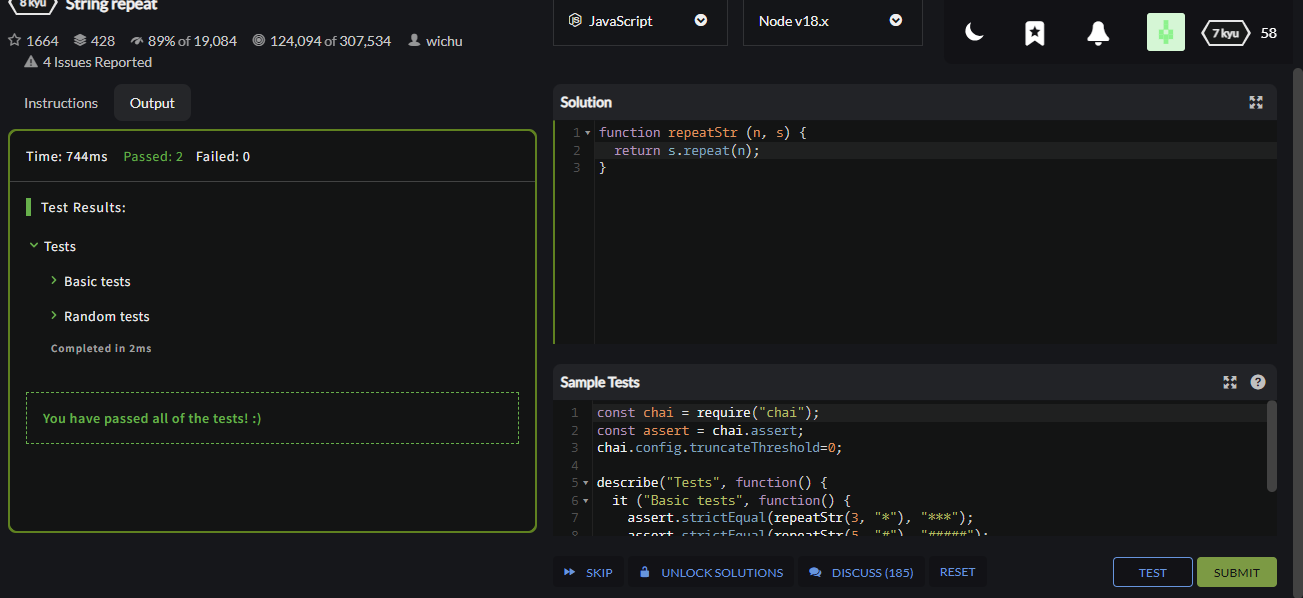 8 kyu String repeat
1664 428 89% of 19,084 124,094 of 307,534 wichu
4 Issues Reported
JavaScript
Node v18.x
7 kyu 58
Instructions Output
Time: 744ms Passed: 2 Failed: 0
Test Results:
Tests
Basic tests
Random tests
Completed in 2ms
You have passed all of the tests! :)
Solution
1 function repeatStr (n, s) {
2 return s.repeat(n);
3 }
Sample Tests
1 const chai = require("chai");
2 const assert = chai.assert;
3 chai.config.truncateThreshold=0;
4
5 describe("Tests", function() {
6 it ("Basic tests", function() {
7 assert.strictEqual(repeatStr(3, "*"), "***");
8 assert.strictEqual(repeatStr(5, "#"), "#####");
SKIP UNLOCK SOLUTIONS DISCUSS (185) RESET TEST SUBMIT